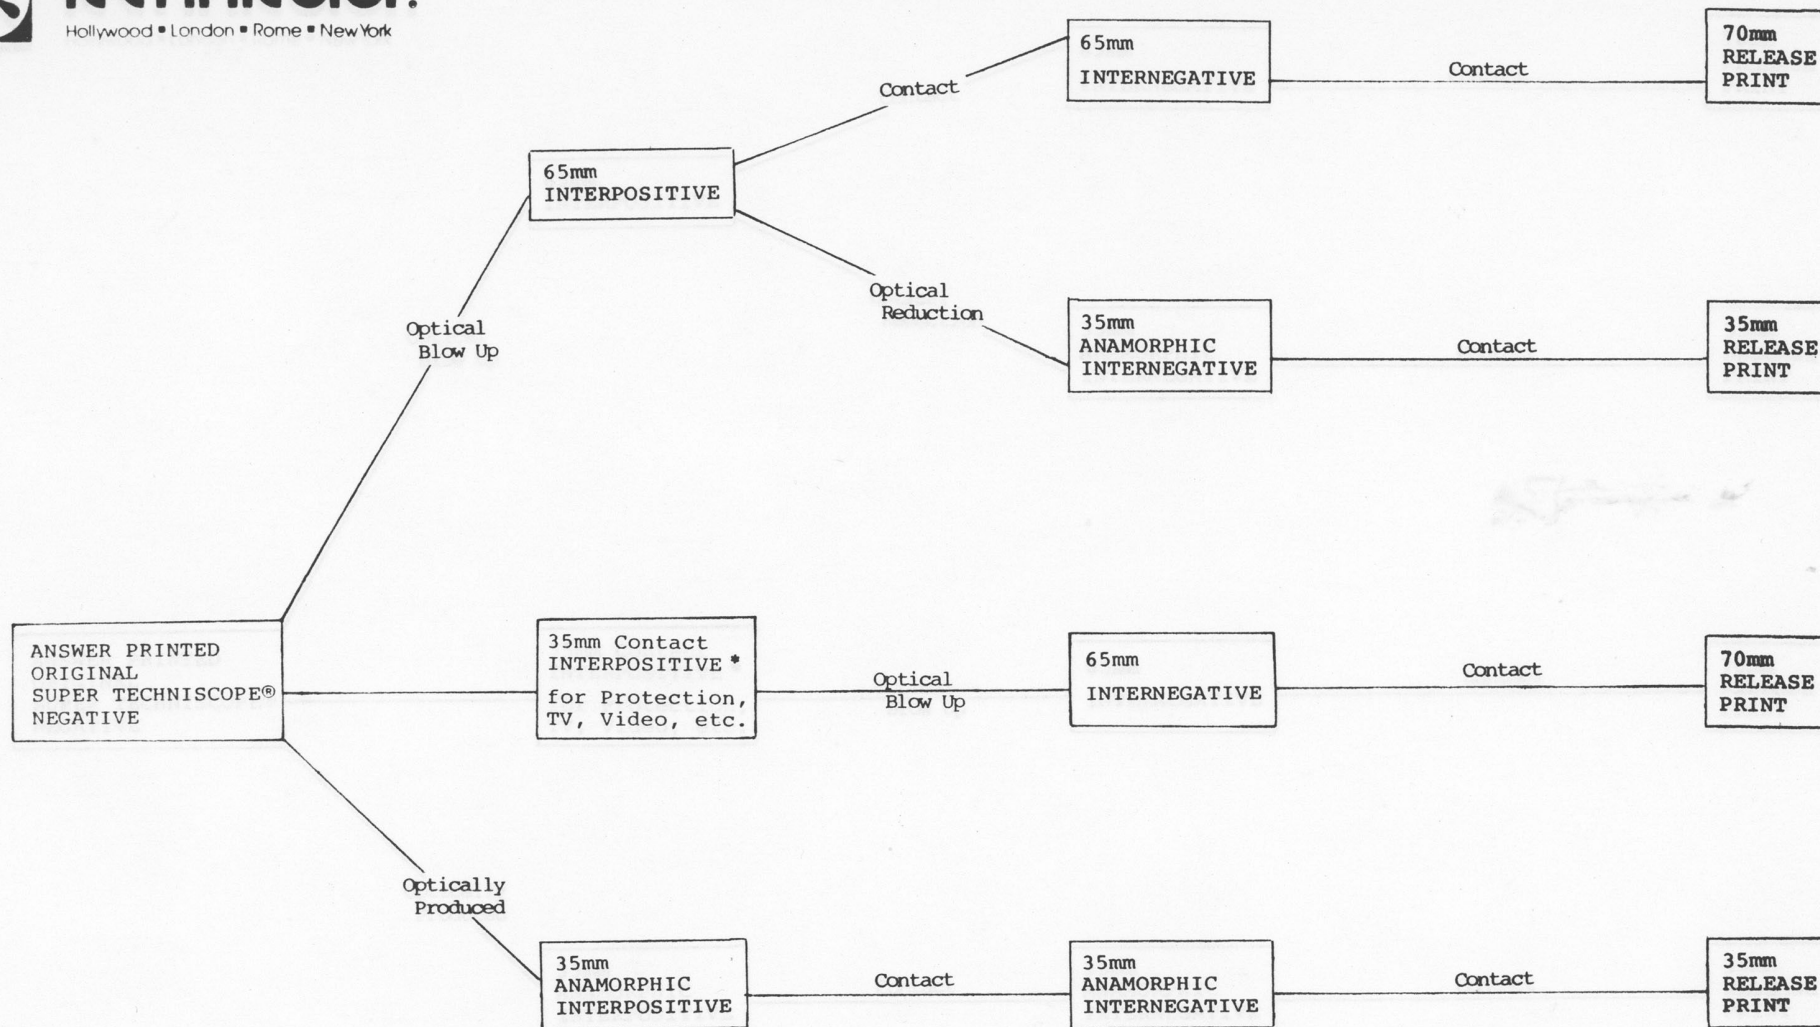 Technicolor®
Hollywood ▪ London ▪ Rome ▪ New York
65mm
INTERNEGATIVE
Contact
Contact
70mm
RELEASE
PRINT
65mm
INTERPOSITIVE
Optical
Reduction
35mm
ANAMORPHIC
INTERNEGATIVE
Contact
35mm
RELEASE
PRINT
Optical
Blow Up
ANSWER PRINTED
ORIGINAL
SUPER TECHNISCOPE®
NEGATIVE
35mm Contact
INTERPOSITIVE *
for Protection,
TV, Video, etc.
Optical
Blow Up
65mm
INTERNEGATIVE
Contact
70mm
RELEASE
PRINT
Optically
Produced
35mm
ANAMORPHIC
INTERPOSITIVE
Contact
35mm
ANAMORPHIC
INTERNEGATIVE
Contact
35mm
RELEASE
PRINT